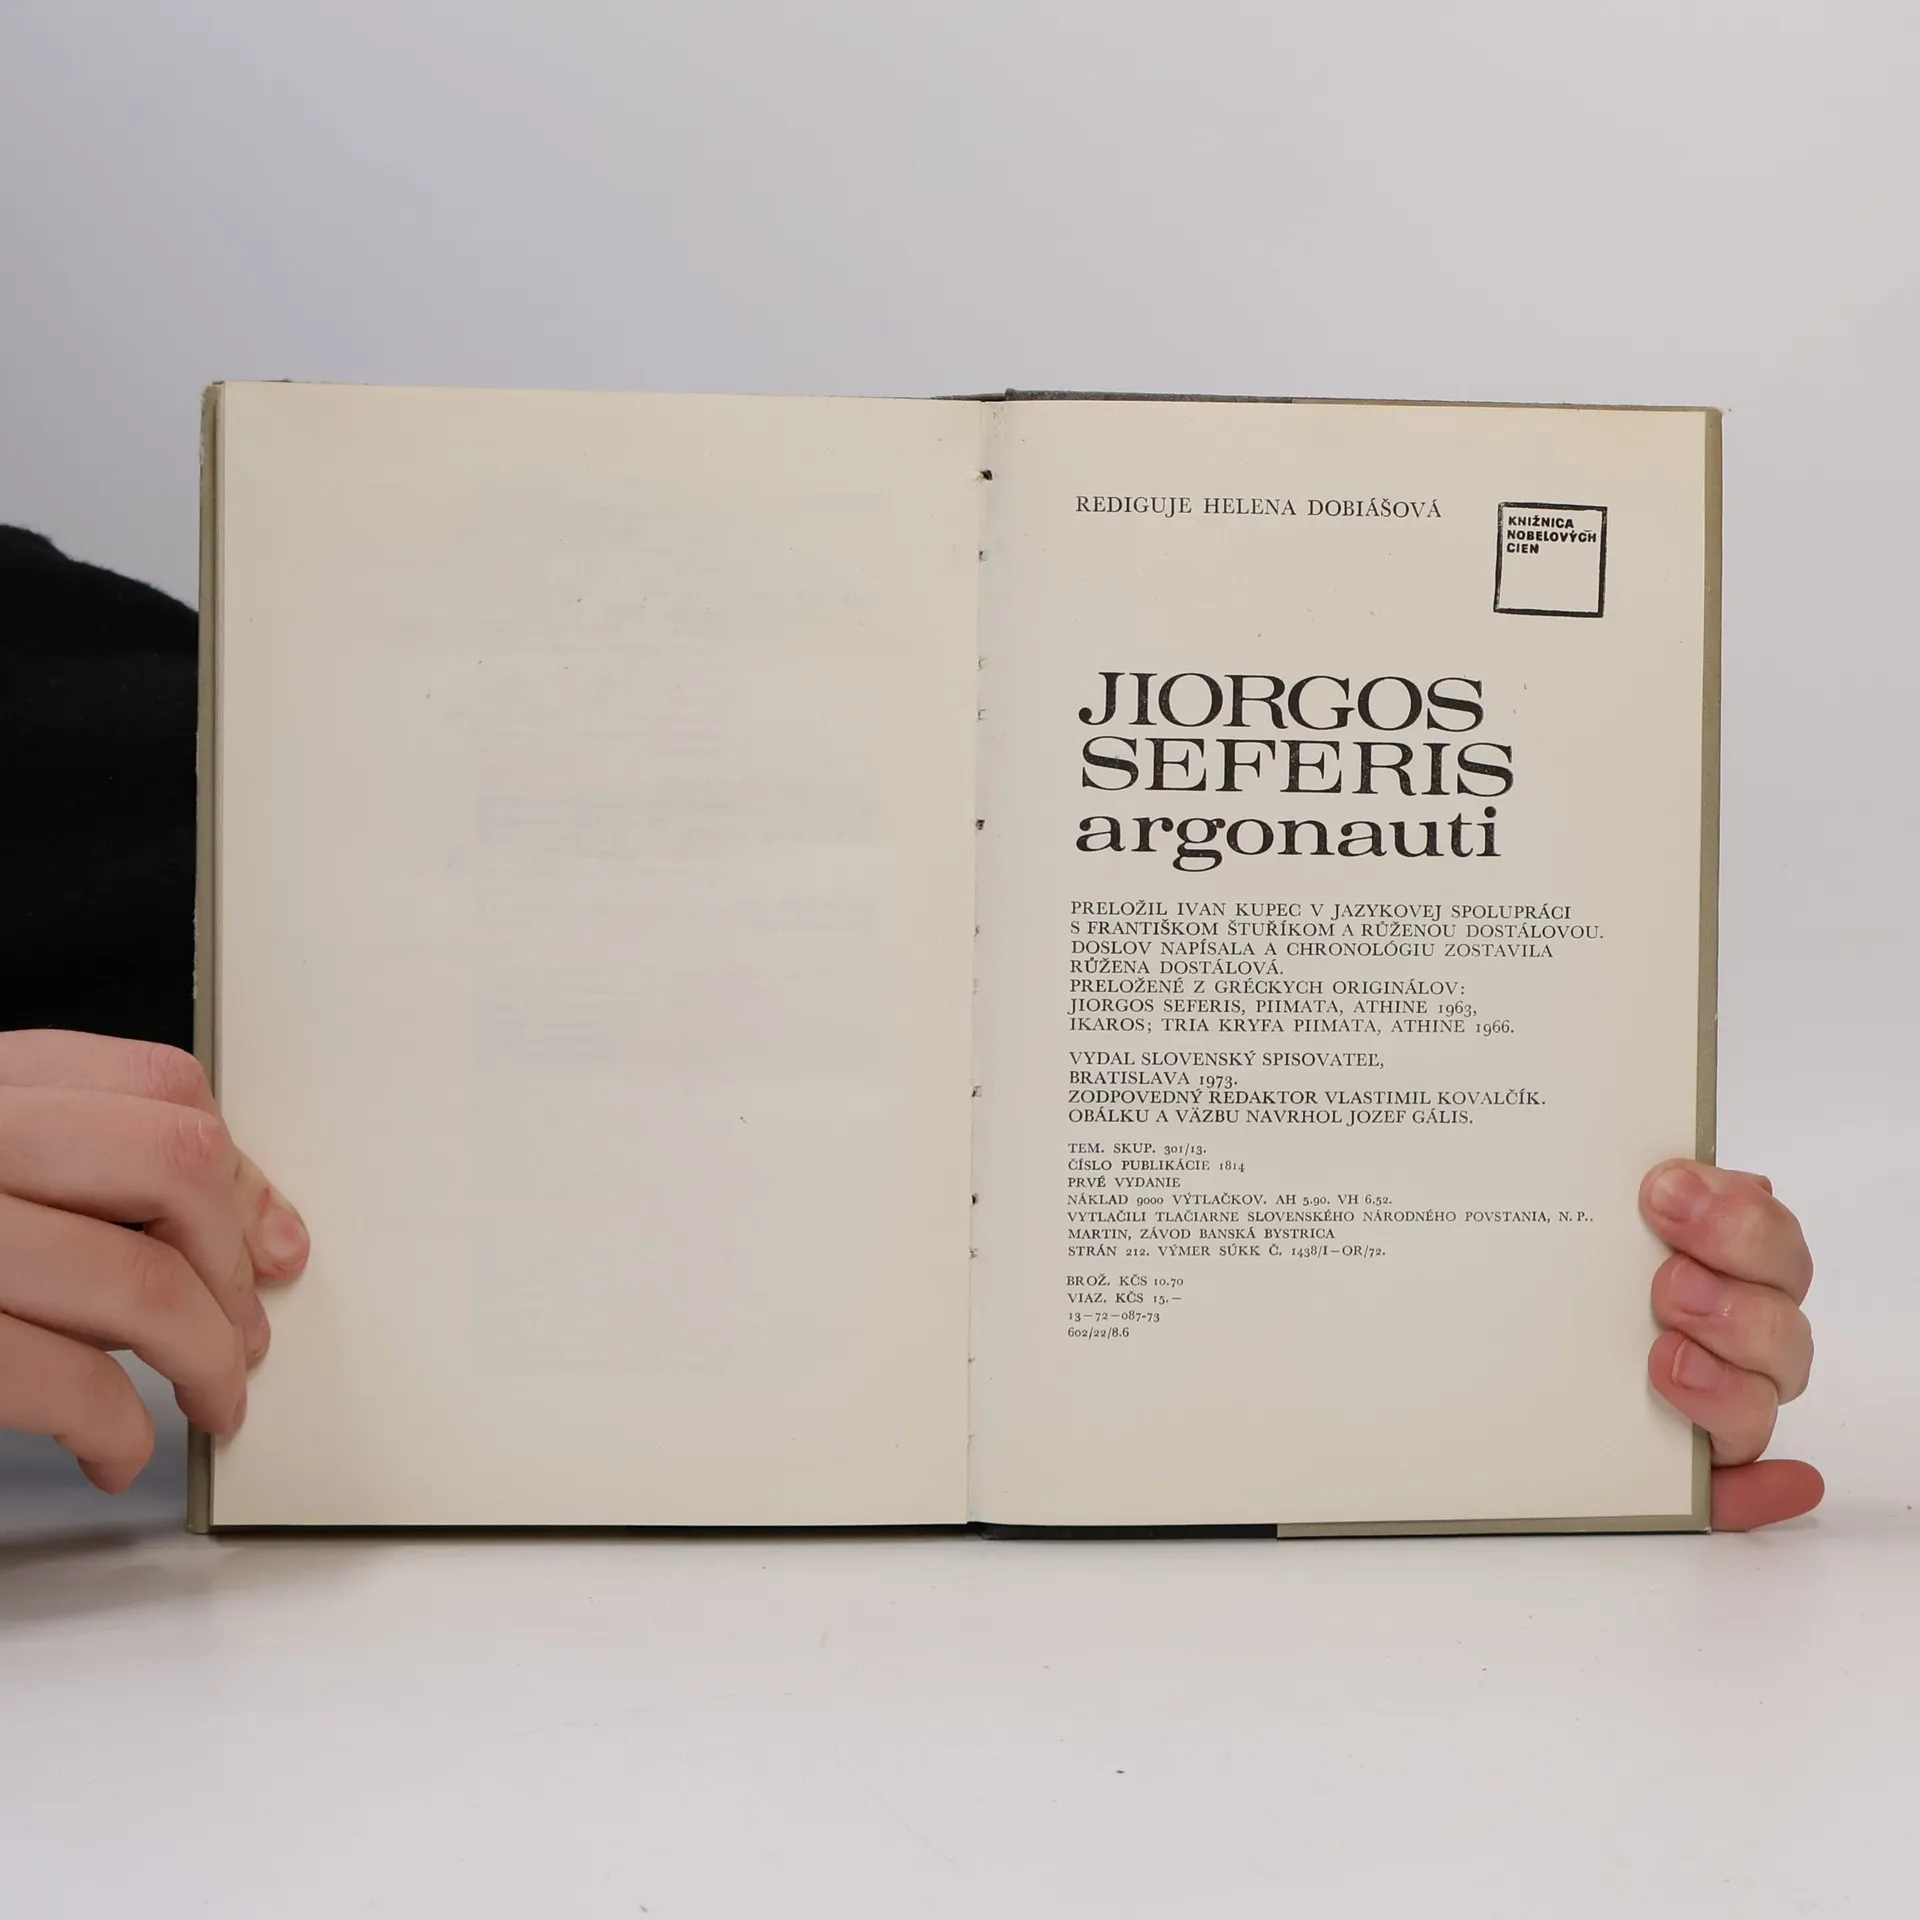 REDIGUJE HELENA DOBIÁŠOVÁ
KNIŽNICA
NOBELOVÝCH
CIEN
JIORGOS
SEFERIS
argonauti
PRELOŽIL IVAN KUPEC V JAZYKOVEJ SPOLUPRÁCI
S FRANTIŠKOM ŠTUŘÍKOM A RŮŽENOU DOSTÁLOVOU.
DOSLOV NAPÍSALA A CHRONOLÓGIU ZOSTAVILA
RŮŽENA DOSTÁLOVÁ.
PRELOŽENÉ Z GRÉCKYCH ORIGINÁLOV:
JIORGOS SEFERIS, PIIMATA, ATHINE 1963,
IKAROS; TRIA KRYFA PIIMATA, ATHINE 1966.
VYDAL SLOVENSKÝ SPISOVATEĽ,
BRATISLAVA 1973.
ZODPOVEDNÝ REDAKTOR VLASTIMIL KOVALČÍK.
OBÁLKU A VÄZBU NAVRHOL JOZEF GÁLIS.
TEM. SKUP. 301/13.
ČÍSLO PUBLIKÁCIE 1814
PRVÉ VYDANIE
NÁKLAD 9000 VÝTLAČKOV. AH 5.90. VH 6.52.
VYTLAČILI TLAČIARNE SLOVENSKÉHO NÁRODNÉHO POVSTANIA, N. P..
MARTIN, ZÁVOD BANSKÁ BYSTRICA
STRÁN 212. VÝMER SÚKK Č. 1438/I—OR/72.
BROŽ. KČS 10.70
VIAZ. KČS 15.—
13—72—087-73
602/22/8.6